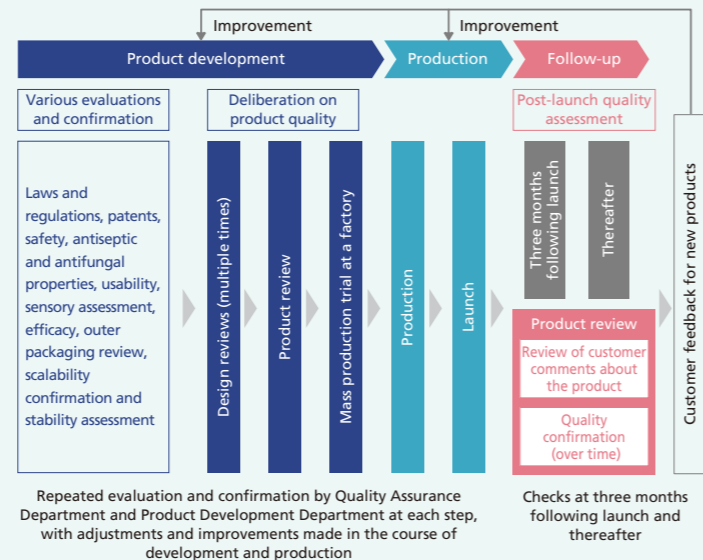 Improvement
Improvement
Product development
Production
Follow-up
Various evaluations
and confirmation
Deliberation on
product quality
Post-launch quality
assessment
Laws and
regulations, patents,
safety, antiseptic
and antifungal
properties, usability,
sensory assessment,
efficacy, outer
packaging review,
scalability
confirmation and
stability assessment
Design reviews (multiple times)
Product review
Mass production trial at a factory
Production
Launch
Three months
following launch
Thereafter
Product review
Review of customer
comments about
the product
Quality
confirmation
(over time)
Customer feedback for new products
Repeated evaluation and confirmation by Quality Assurance
Department and Product Development Department at each step,
with adjustments and improvements made in the course of
development and production
Checks at three months
following launch and
thereafter